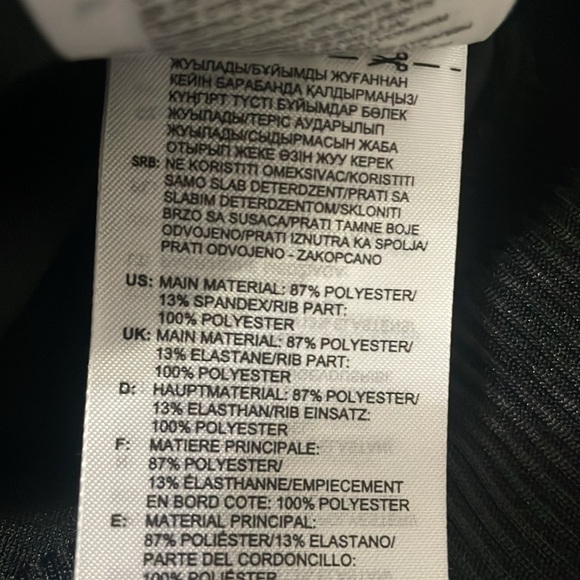 ЖУЫЛАДЫ/БҰЙЫМДЫ ЖУҒАННАН
КЕЙІН БАРАБАНДА ҚАЛДЫРМАҢЫЗ/
КҮҢГІРТ ТҮСТІ БҰЙЫМДАР БӨЛЕК
ЖУЫЛАДЫ/ТЕРІС АУДАРЫЛЫП
ЖУЫЛАДЫ/СЫДЫРМАСЫН ЖАБА
ОТЫРЫП ЖЕКЕ ӨЗІН ЖУУ КЕРЕК
SRB: NE KORISTITI OMEKSIVAC/KORISTITI
SAMO SLAB DETERDZENT/PRATI SA
SLABIM DETERDZENTOM/SKLONITI
BRZO SA SUSACA/PRATI TAMNE BOJE
ODVOJENO/PRATI IZNUTRA KA SPOLJA/
PRATI ODVOJENO - ZAKOPCANO
US: MAIN MATERIAL: 87% POLYESTER/
13% SPANDEX/RIB PART:
100% POLYESTER
UK: MAIN MATERIAL: 87% POLYESTER/
13% ELASTANE/RIB PART:
100% POLYESTER
D: HAUPTMATERIAL: 87% POLYESTER/
13% ELASTHAN/RIB EINSATZ:
100% POLYESTER
F: MATIERE PRINCIPALE:
87% POLYESTER/
13% ÉLASTHANNE/EMPIECEMENT
EN BORD COTE: 100% POLYESTER
E: MATERIAL PRINCIPAL:
87% POLIÉSTER/13% ELASTANO/
PARTE DEL CORDONCILLO:
100% POLIÉSTER